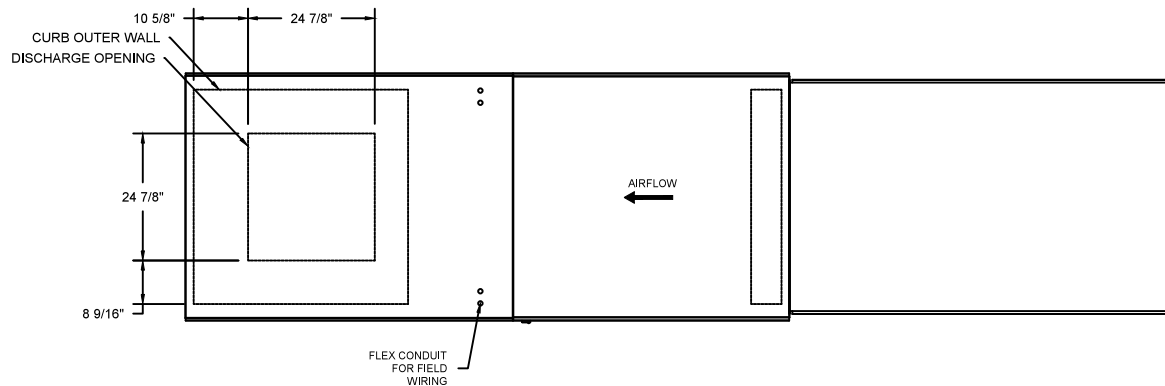 10 5/8"
24 7/8"
CURB OUTER WALL
DISCHARGE OPENING
24 7/8"
AIRFLOW
8 9/16"
FLEX CONDUIT
FOR FIELD
WIRING